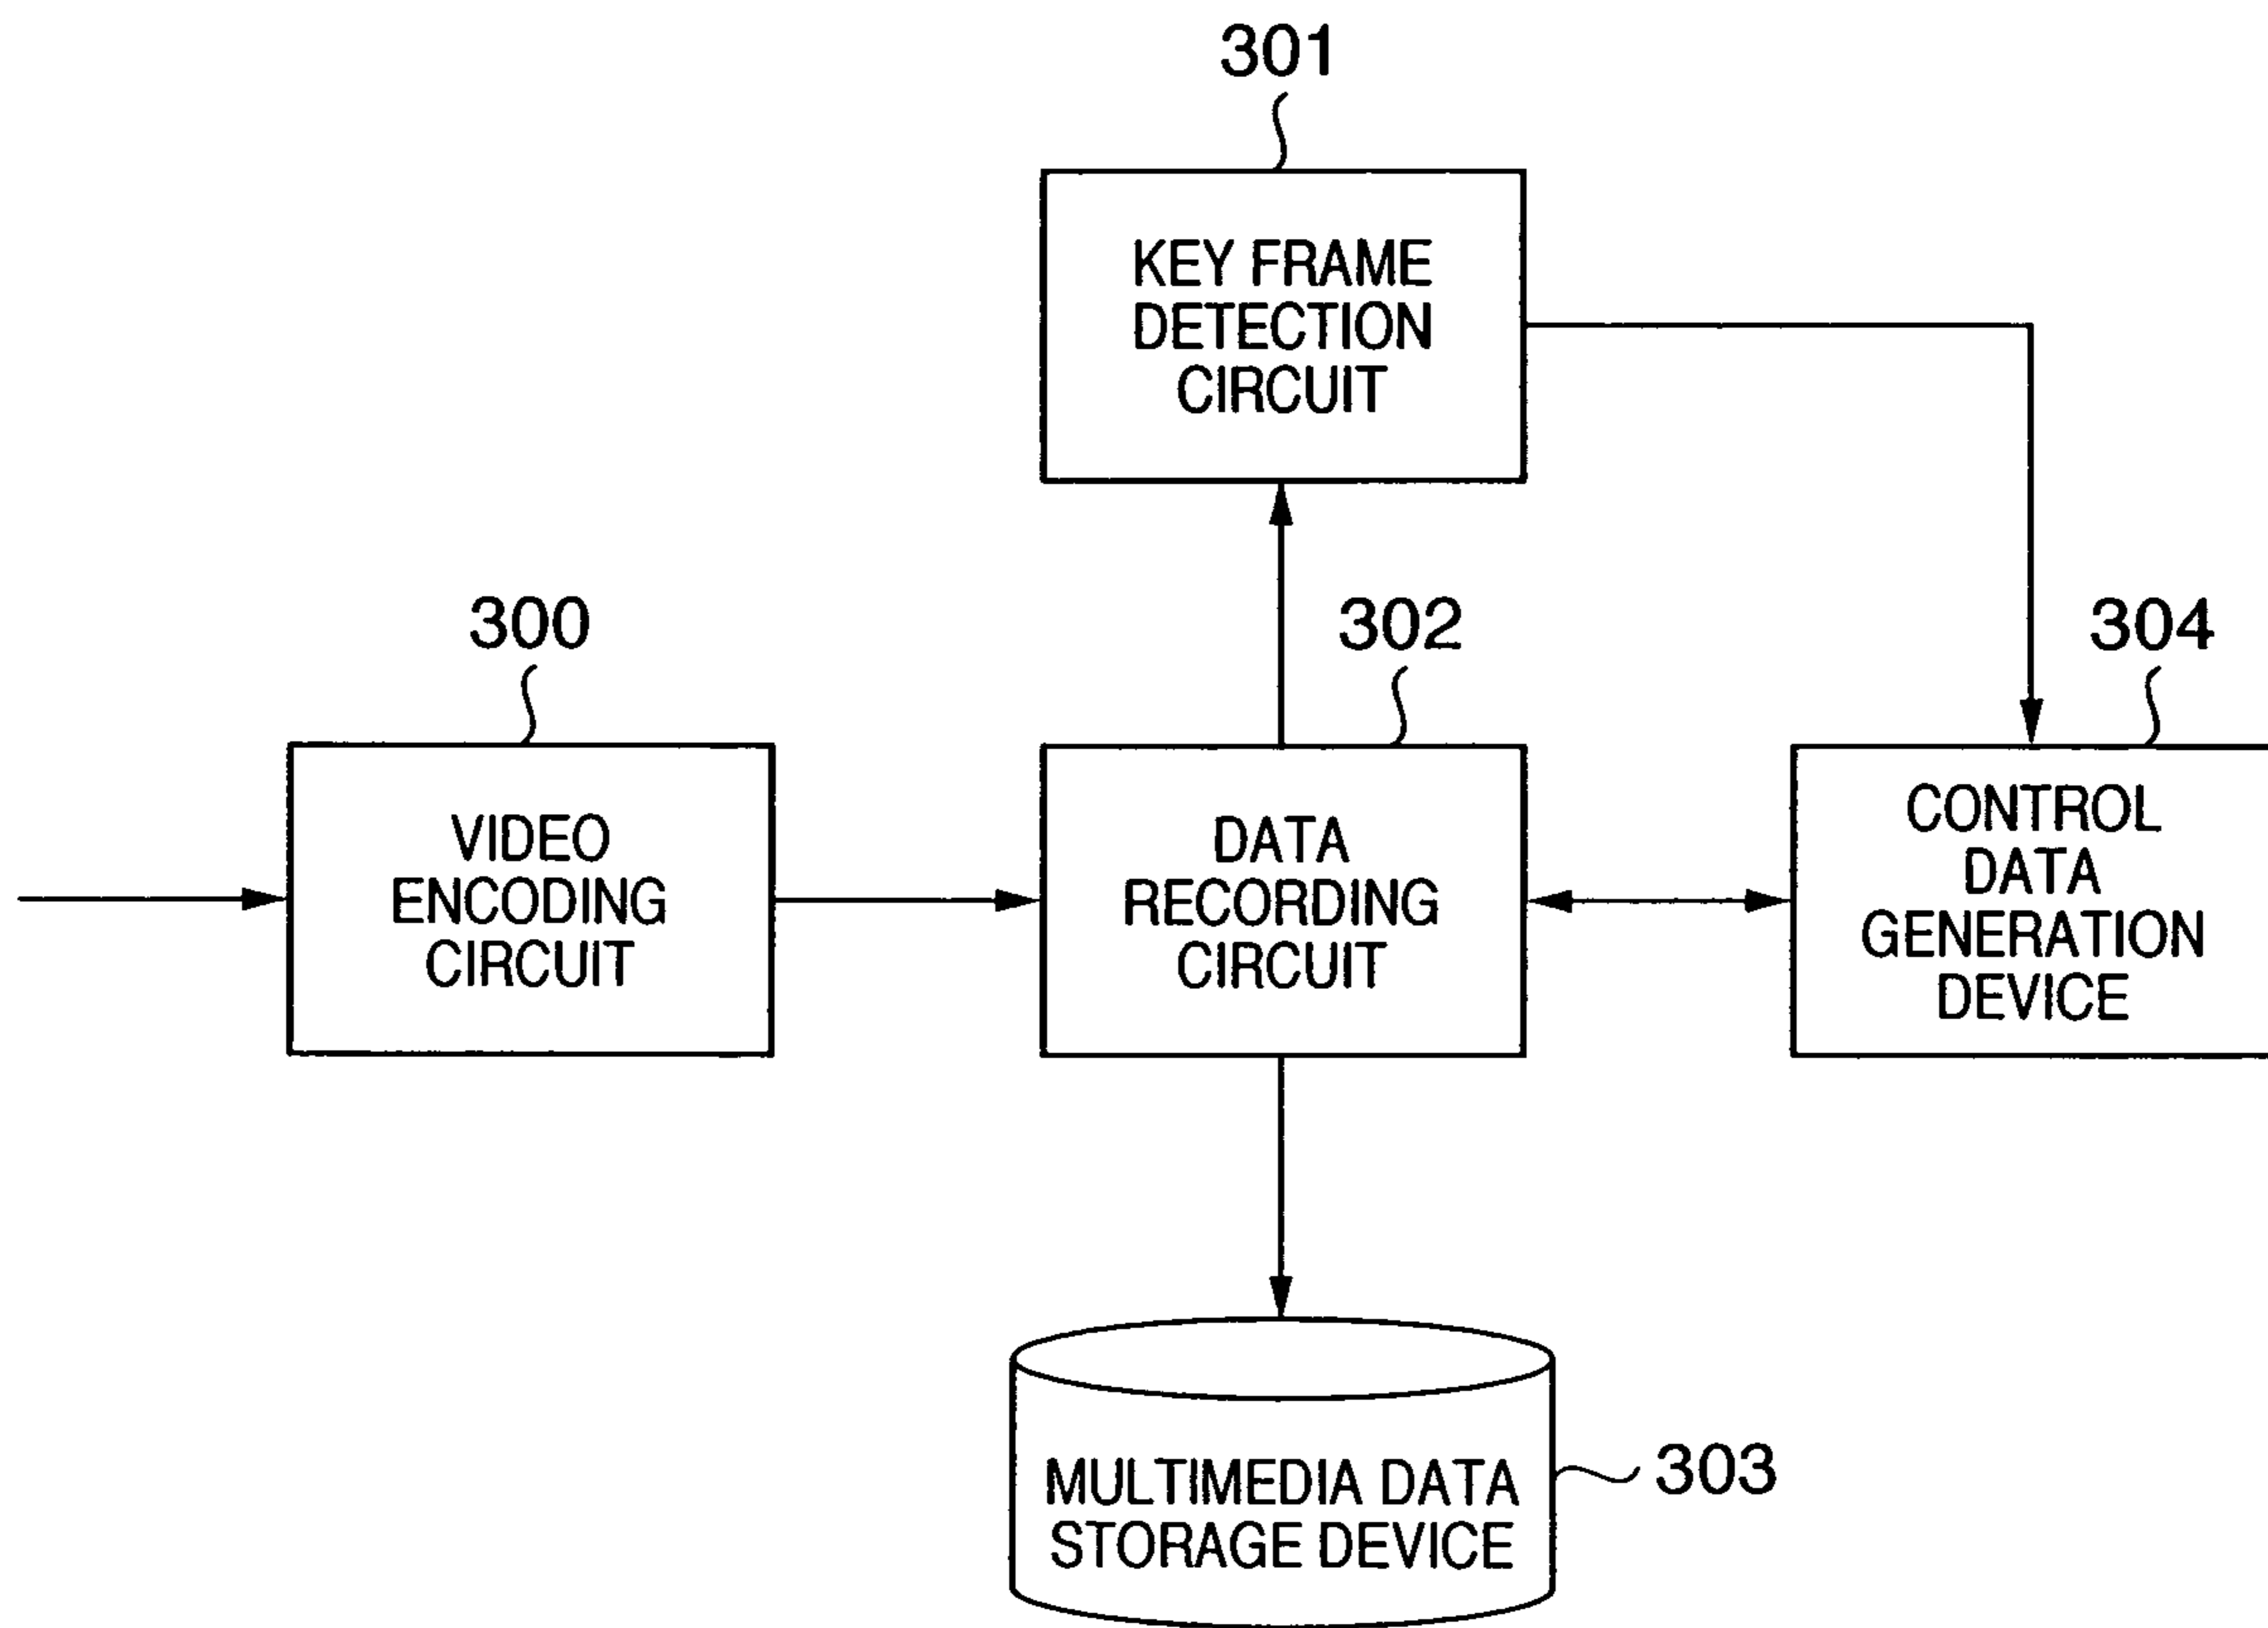 301
KEY FRAME
DETECTION
CIRCUIT
300
302
304
VIDEO
ENCODING
CIRCUIT
DATA
RECORDING
CIRCUIT
CONTROL
DATA
GENERATION
DEVICE
MULTIMEDIA DATA
STORAGE DEVICE
303